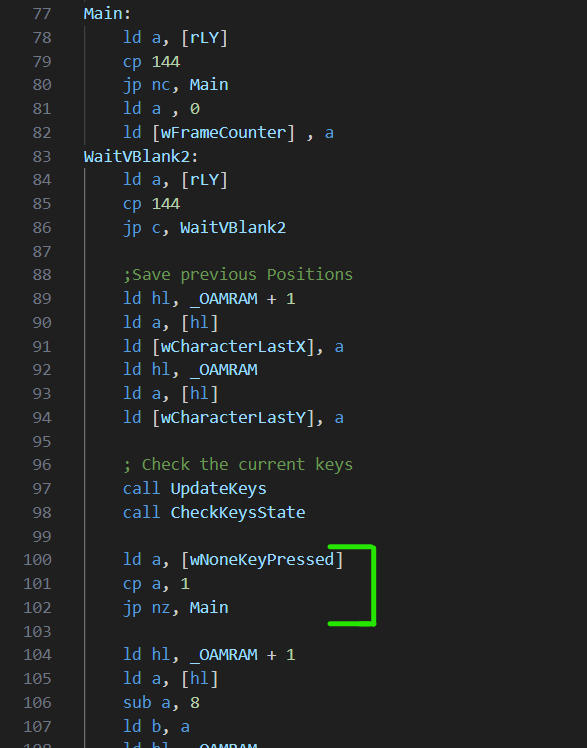 77 Main:
78 ld a, [rLY]
79 cp 144
80 jp nc, Main
81 ld a , 0
82 ld [wFrameCounter] , a
83 WaitVBlank2:
84 ld a, [rLY]
85 cp 144
86 jp c, WaitVBlank2
87
88 ;Save previous Positions
89 ld hl, _OAMRAM + 1
90 ld a, [hl]
91 ld [wCharacterLastX], a
92 ld hl, _OAMRAM
93 ld a, [hl]
94 ld [wCharacterLastY], a
95
96 ; Check the current keys
97 call UpdateKeys
98 call CheckKeysState
99
100 ld a, [wNoneKeyPressed]
101 cp a, 1
102 jp nz, Main
103
104 ld hl, _OAMRAM + 1
105 ld a, [hl]
106 sub a, 8
107 ld b, a
108 ld hl, _OAMRAM